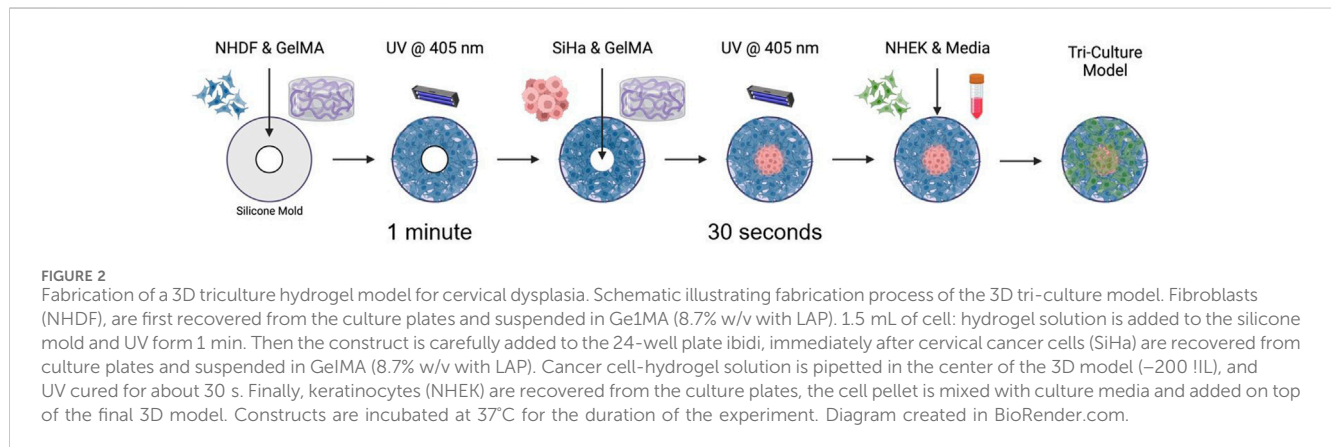 NHDF & GelMA
UV @ 405 nm
SiHa & GelMA
UV @ 405 nm
NHEK & Media
Tri-Culture
Model
Silicone Mold
1 minute
30 seconds
FIGURE 2
Fabrication of a 3D triculture hydrogel model for cervical dysplasia. Schematic illustrating fabrication process of the 3D tri-culture model. Fibroblasts
(NHDF), are first recovered from the culture plates and suspended in Ge1MA (8.7% w/v with LAP). 1.5 mL of cell: hydrogel solution is added to the silicone
mold and UV form 1 min. Then the construct is carefully added to the 24-well plate ibidi, immediately after cervical cancer cells (SiHa) are recovered from
culture plates and suspended in GeIMA (8.7% w/v with LAP). Cancer cell-hydrogel solution is pipetted in the center of the 3D model (–200 !IL), and
UV cured for about 30 s. Finally, keratinocytes (NHEK) are recovered from the culture plates, the cell pellet is mixed with culture media and added on top
of the final 3D model. Constructs are incubated at 37°C for the duration of the experiment. Diagram created in BioRender.com.